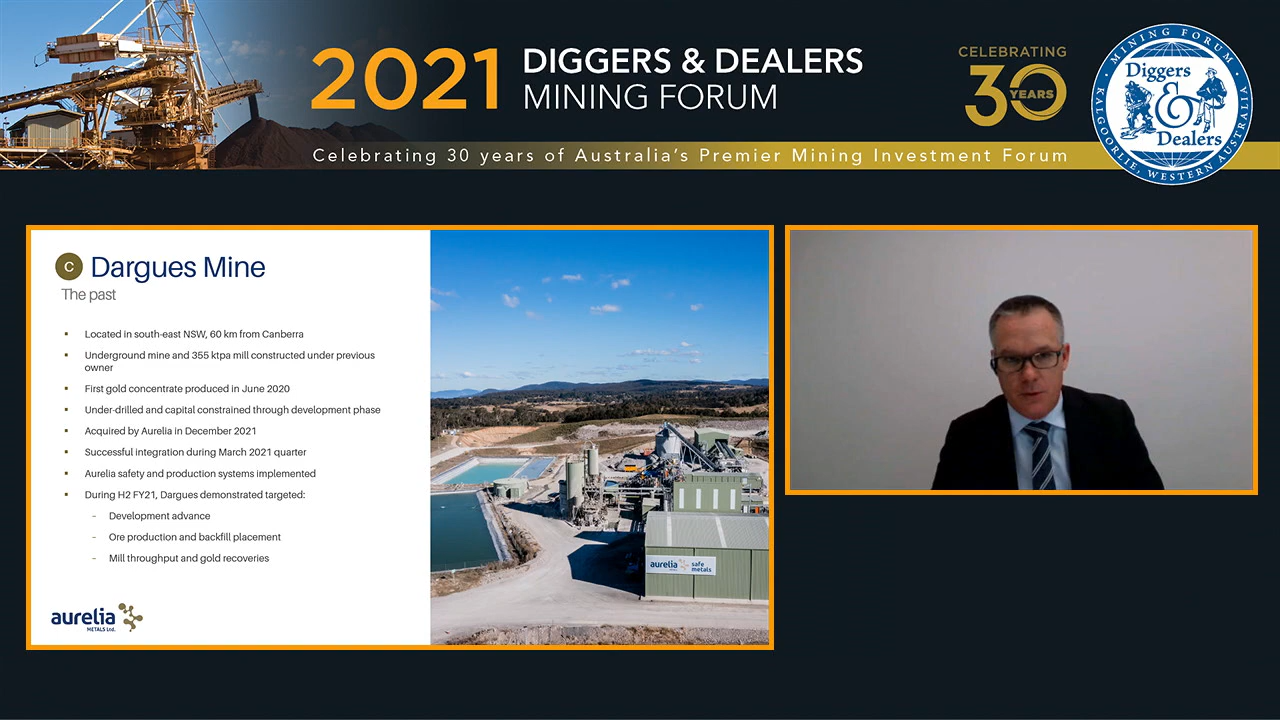 2021 DIGGERS & DEALERS
MINING FORUM
CELEBRATING
30 YEARS
MINING FORUM
Diggers
&
Dealers
KALGOORLIE, WESTERN AUSTRALIA
Celebrating 30 years of Australia's Premier Mining Investment Forum
C Dargues Mine
The past
▪ Located in south-east NSW, 60 km from Canberra
▪ Underground mine and 355 ktpa mill constructed under previous
owner
▪ First gold concentrate produced in June 2020
▪ Under-drilled and capital constrained through development phase
▪ Acquired by Aurelia in December 2021
▪ Successful integration during March 2021 quarter
▪ Aurelia safety and production systems implemented
▪ During H2 FY21, Dargues demonstrated targeted:
– Development advance
– Ore production and backfill placement
– Mill throughput and gold recoveries
aurelia
METALS Ltd.
aurelia
safe
metals